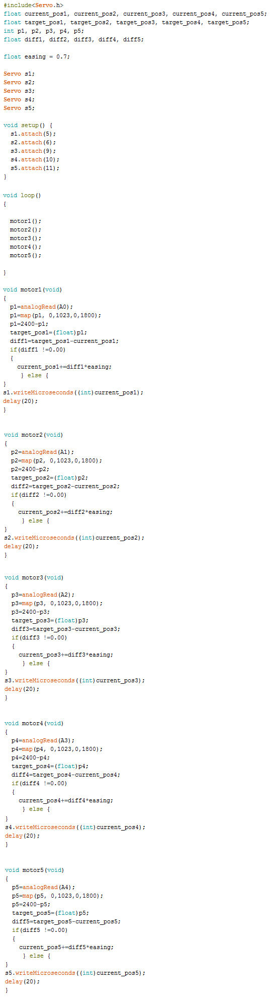 #include<Servo.h>
float current_pos1, current_pos2, current_pos3, current_pos4, current_pos5;
float target_pos1, target_pos2, target_pos3, target_pos4, target_pos5;
int p1, p2, p3, p4, p5;
float diff1, diff2, diff3, diff4, diff5;

float easing = 0.7;

Servo s1;
Servo s2;
Servo s3;
Servo s4;
Servo s5;

void setup() {
  s1.attach(5);
  s2.attach(6);
  s3.attach(9);
  s4.attach(10);
  s5.attach(11);
}

void loop()
{

  motor1();
  motor2();
  motor3();
  motor4();
  motor5();

}

void motor1(void)
{
  p1=analogRead(A0);
  p1=map(p1, 0,1023,0,1800);
  p1=2400-p1;
  target_pos1=(float)p1;
  diff1=target_pos1-current_pos1;
  if(diff1 !=0.00)
  {
    current_pos1+=diff1*easing;
     } else {
}
s1.writeMicroseconds((int)current_pos1);
delay(20);
}

void motor2(void)
{
  p2=analogRead(A1);
  p2=map(p2, 0,1023,0,1800);
  p2=2400-p2;
  target_pos2=(float)p2;
  diff2=target_pos2-current_pos2;
  if(diff2 !=0.00)
  {
    current_pos2+=diff2*easing;
     } else {
}
s2.writeMicroseconds((int)current_pos2);
delay(20);
}

void motor3(void)
{
  p3=analogRead(A2);
  p3=map(p3, 0,1023,0,1800);
  p3=2400-p3;
  target_pos3=(float)p3;
  diff3=target_pos3-current_pos3;
  if(diff3 !=0.00)
  {
    current_pos3+=diff3*easing;
     } else {
}
s3.writeMicroseconds((int)current_pos3);
delay(20);
}

void motor4(void)
{
  p4=analogRead(A3);
  p4=map(p4, 0,1023,0,1800);
  p4=2400-p4;
  target_pos4=(float)p4;
  diff4=target_pos4-current_pos4;
  if(diff4 !=0.00)
  {
    current_pos4+=diff4*easing;
     } else {
}
s4.writeMicroseconds((int)current_pos4);
delay(20);
}

void motor5(void)
{
  p5=analogRead(A4);
  p5=map(p5, 0,1023,0,1800);
  p5=2400-p5;
  target_pos5=(float)p5;
  diff5=target_pos5-current_pos5;
  if(diff5 !=0.00)
  {
    current_pos5+=diff5*easing;
     } else {
}
s5.writeMicroseconds((int)current_pos5);
delay(20);
}